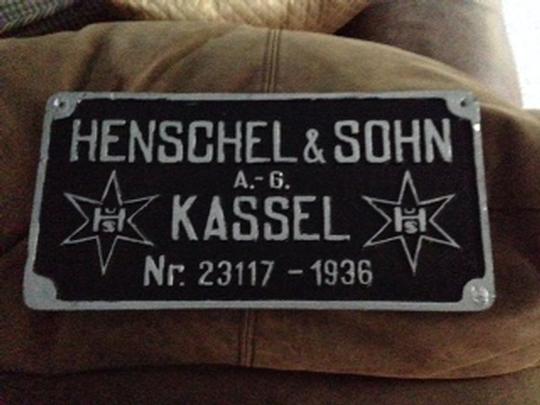 HENSCHEL & SOHN
A.-G.
KASSEL
H&S H&S
Nr. 23117 - 1936